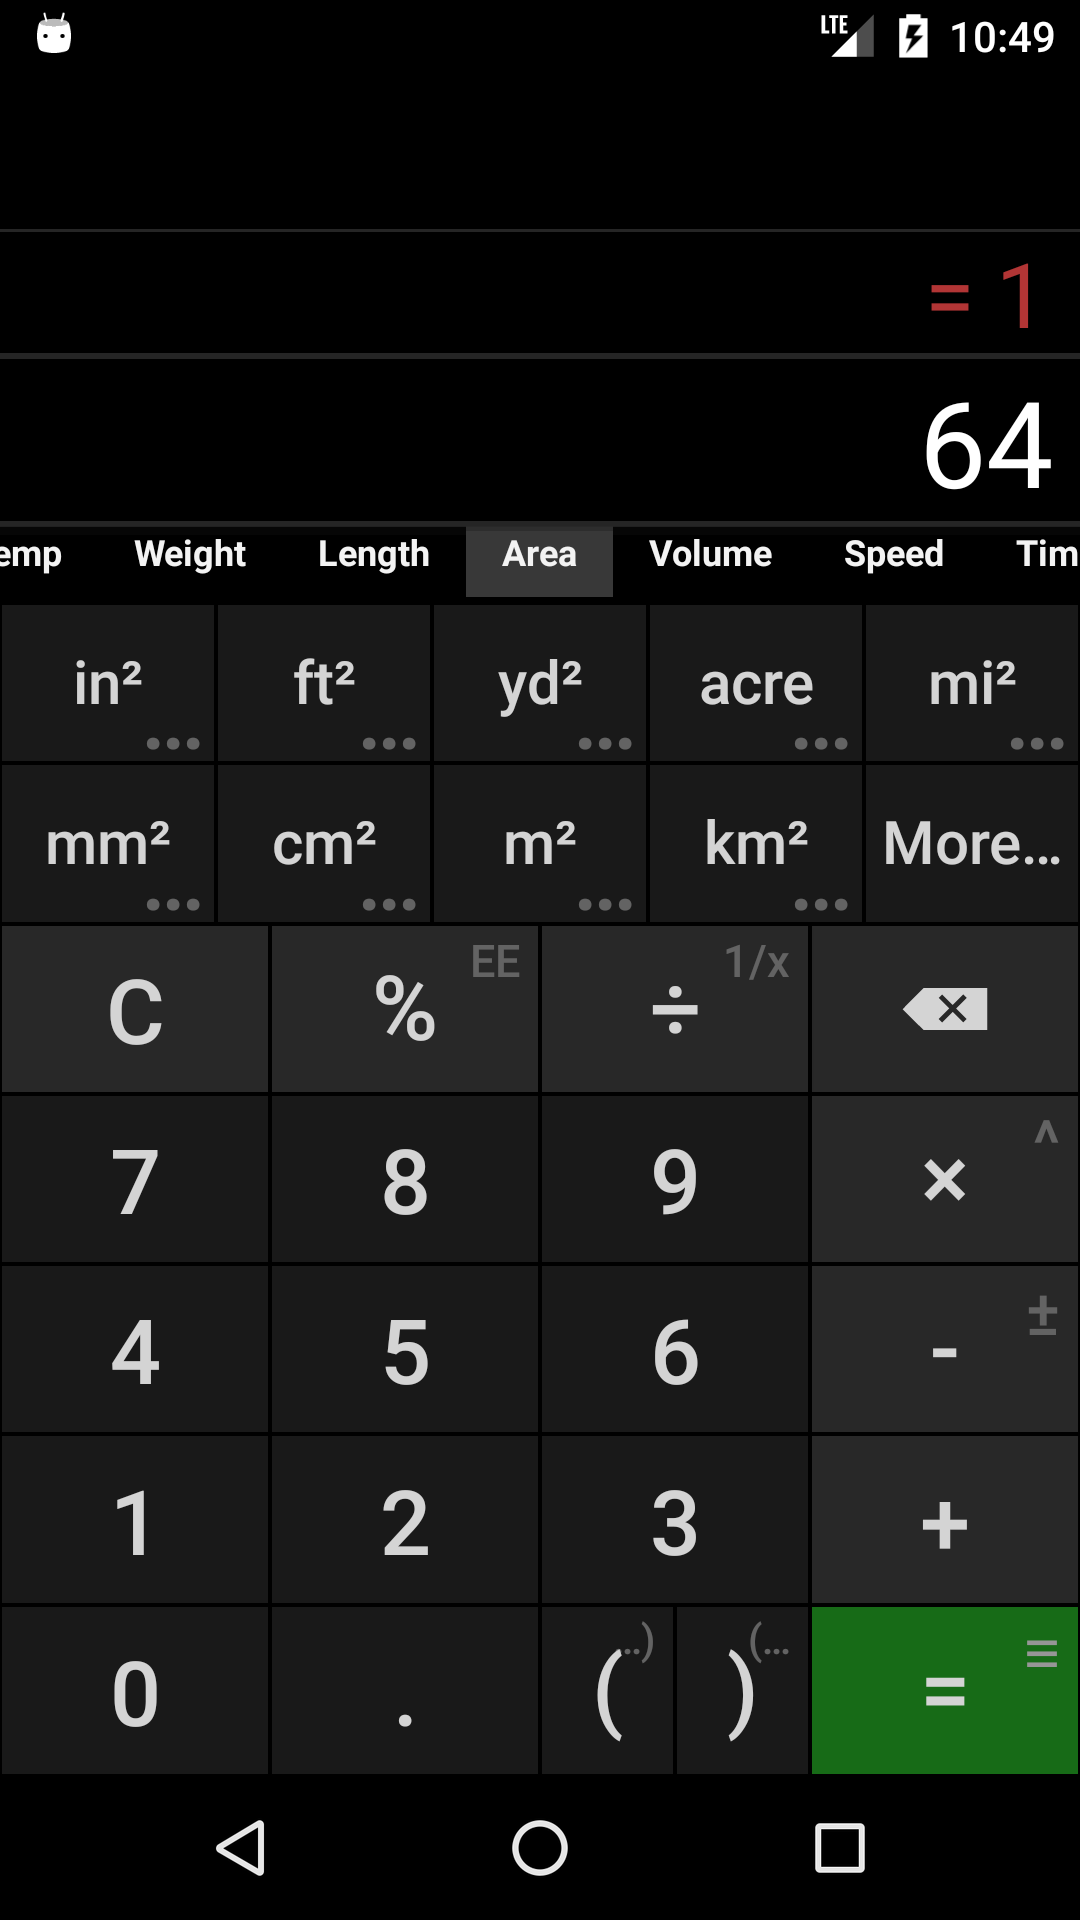 LTE 10:49
= 1
64
emp Weight Length Area Volume Speed Tim
in² ft² yd² acre mi²
mm² cm² m² km² More...
C % EE ÷ 1/x
7 8 9 × ^
4 5 6 - ±
1 2 3 +
0 . ( ..) ) (... =